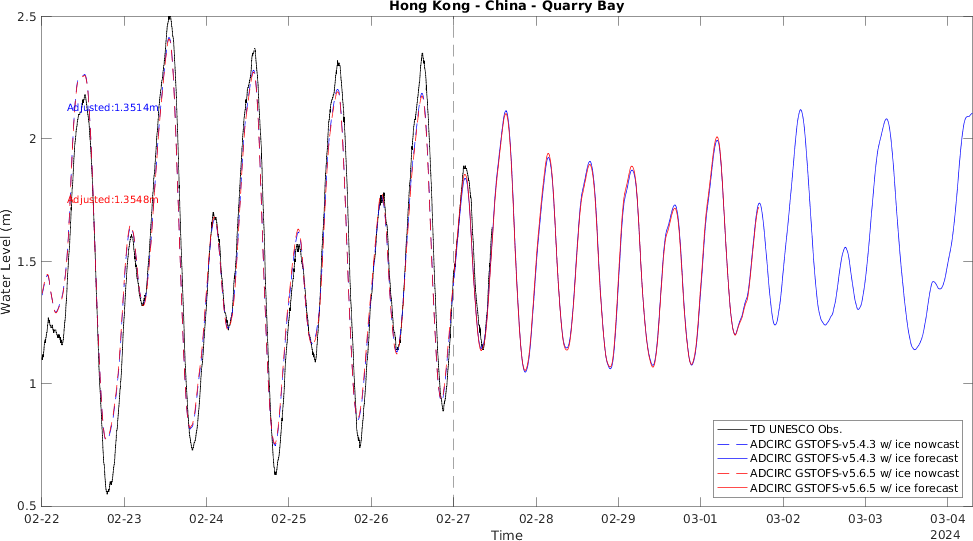 Hong Kong - China - Quarry Bay
2.5
2
1.5
1
0.5
Water Level (m)
Adjusted:1.3514m
Adjusted:1.3548m
TD UNESCO Obs.
ADCIRC GSTOFS-v5.4.3 w/ ice nowcast
ADCIRC GSTOFS-v5.4.3 w/ ice forecast
ADCIRC GSTOFS-v5.6.5 w/ ice nowcast
ADCIRC GSTOFS-v5.6.5 w/ ice forecast
02-22 02-23 02-24 02-25 02-26 02-27 02-28 02-29 03-01 03-02 03-03 03-04
Time
2024